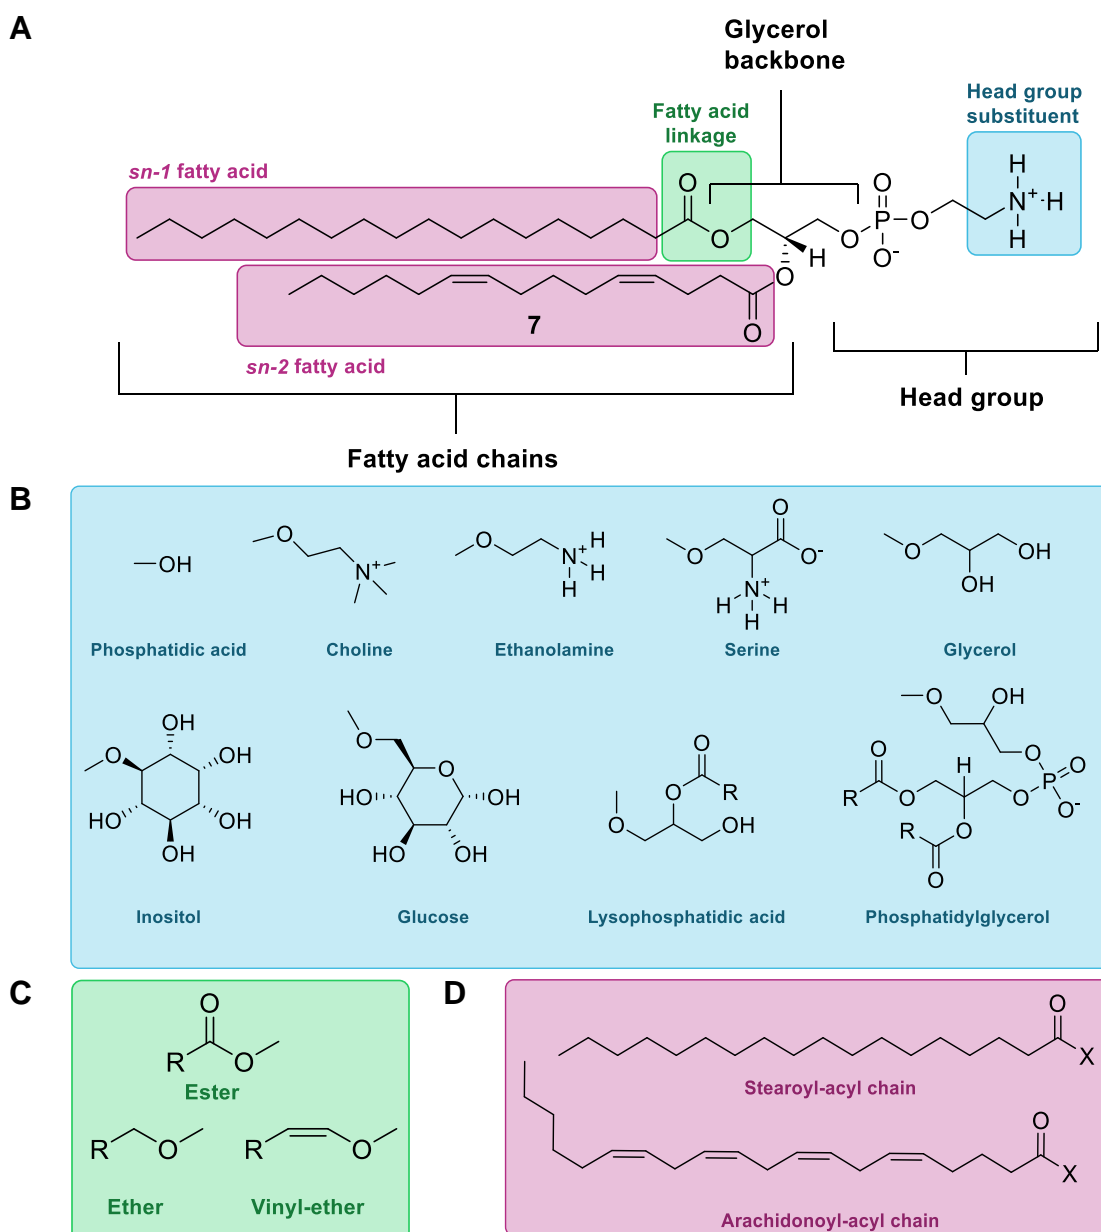 A
Glycerol
backbone
Head group
substituent
Fatty acid
linkage
sn-1 fatty acid
H
O
O
N+
H
P
O
H
O
O
H
O-
O
7
O
sn-2 fatty acid
Head group
Fatty acid chains
B
O
O
H
O
O
O-
OH
N+
N+
H
H
N+
H
H
H
O
OH
OH
Phosphatidic acid
Choline
Ethanolamine
Serine
Glycerol
OH
O
OH
HO
OH
OH
O
O
HO
OH
HO
OH
O
O
R
O
OH
O
OH
O
O
P
O
O-
O
H
R
O
O
R
O
Inositol
Glucose
Lysophosphatidic acid
Phosphatidylglycerol
C
O
R
O
Ester
R
O
R
O
Ether
Vinyl-ether
D
O
X
Stearoyl-acyl chain
O
X
Arachidonoyl-acyl chain